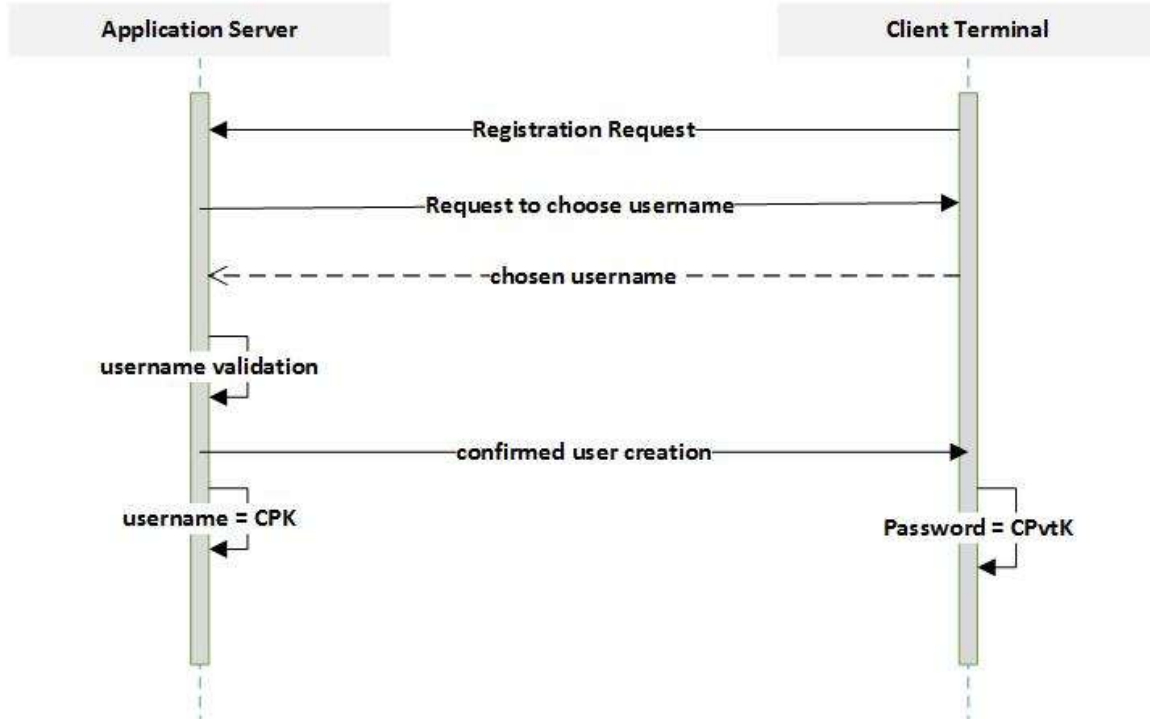 Application Server
Client Terminal
Registration Request
Request to choose username
chosen username
username validation
confirmed user creation
username = CPK
Password = CPvtK